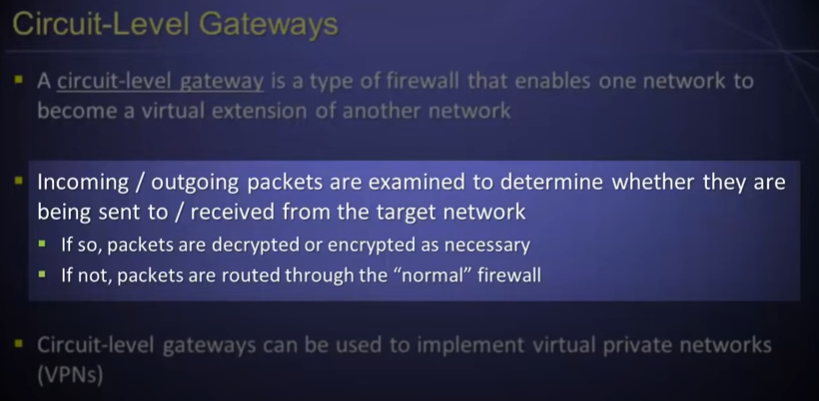 Circuit-Level Gateways
A circuit-level gateway is a type of firewall that enables one network to
become a virtual extension of another network
Incoming / outgoing packets are examined to determine whether they are
being sent to / received from the target network
If so, packets are decrypted or encrypted as necessary
If not, packets are routed through the “normal” firewall
Circuit-level gateways can be used to implement virtual private networks
(VPNs)